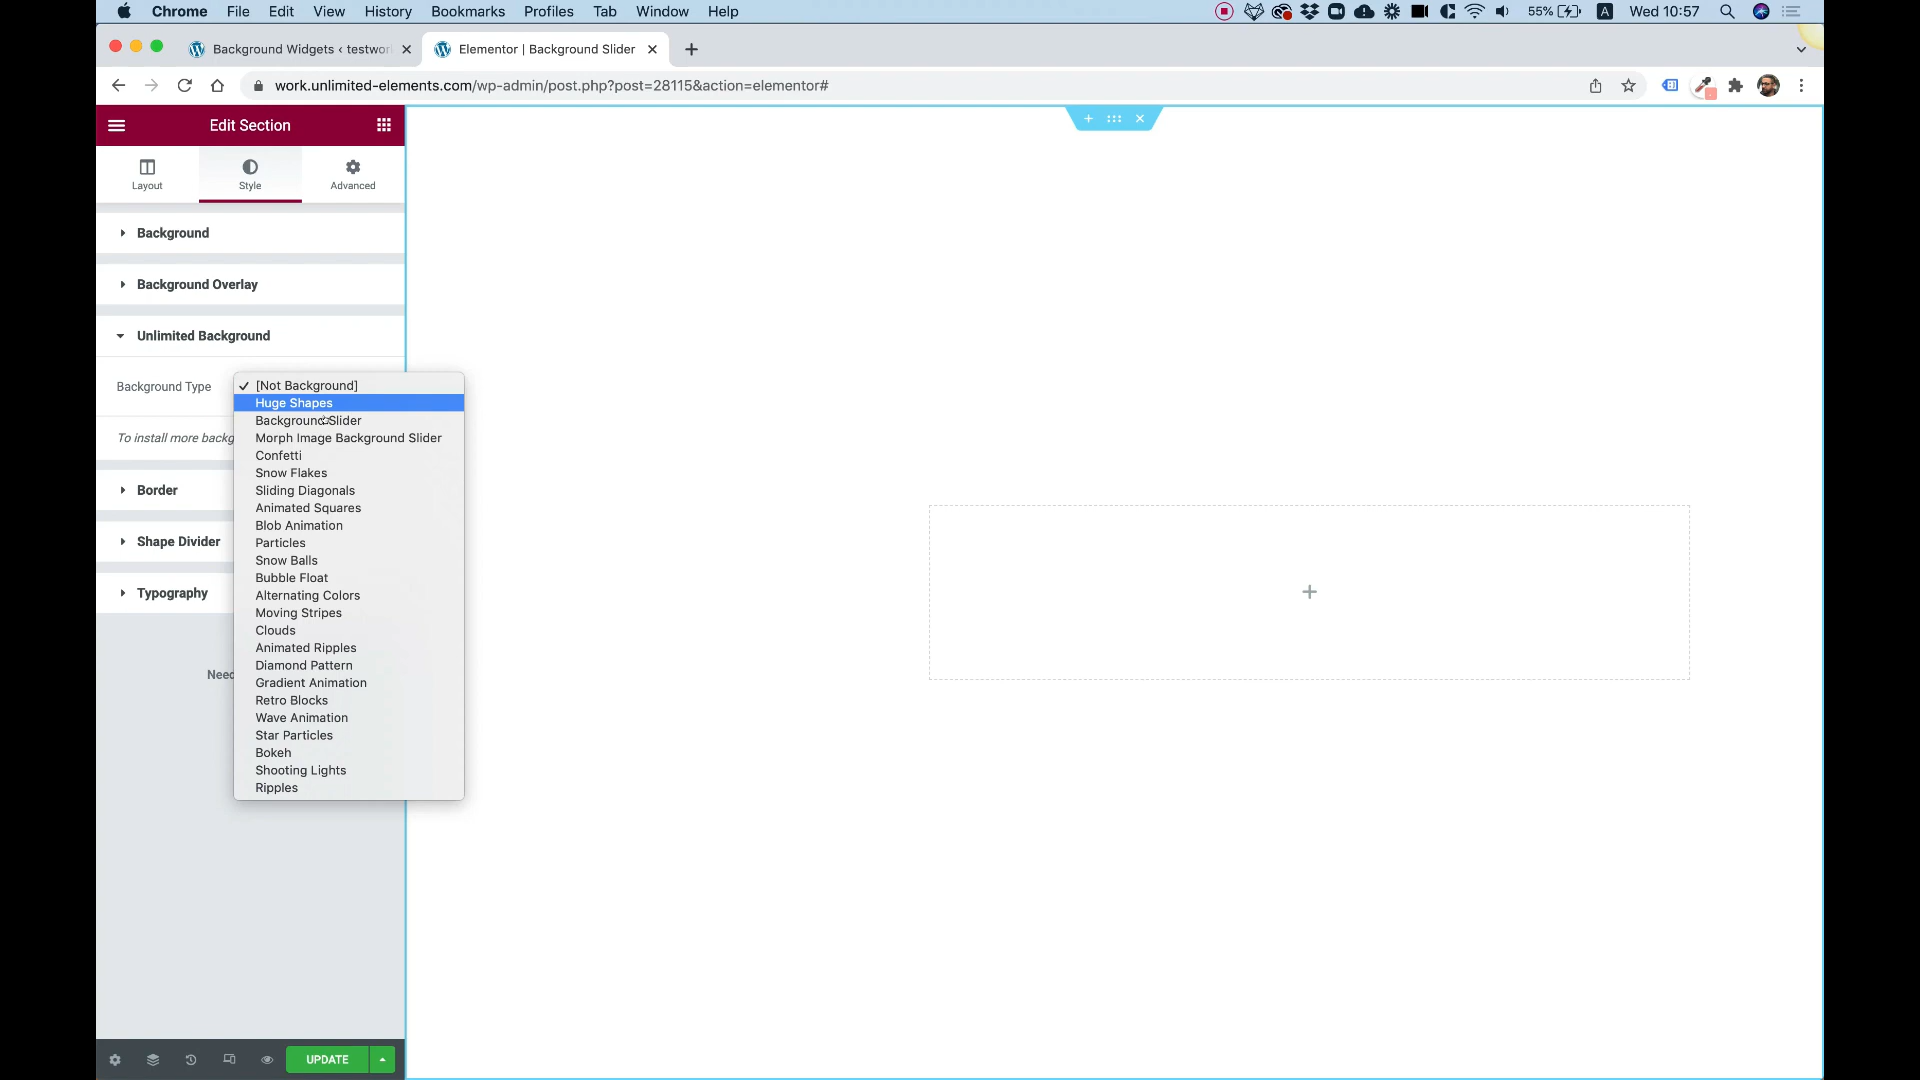 Chrome File Edit View History Bookmarks Profiles Tab Window Help 55% A Wed 10:57
Background Widgets ‹ testwor Elementor | Background Slider
work.unlimited-elements.com/wp-admin/post.php?post=28115&action=elementor#
Edit Section
Layout Style Advanced
Background
Background Overlay
Unlimited Background
Background Type
[Not Background]
Huge Shapes
Background Slider
To install more backg
Morph Image Background Slider
Confetti
Snow Flakes
Border
Sliding Diagonals
Animated Squares
Blob Animation
Shape Divider
Particles
Snow Balls
Bubble Float
Typography
Alternating Colors
Moving Stripes
Clouds
Animated Ripples
Diamond Pattern
Need
Gradient Animation
Retro Blocks
Wave Animation
Star Particles
Bokeh
Shooting Lights
Ripples
UPDATE